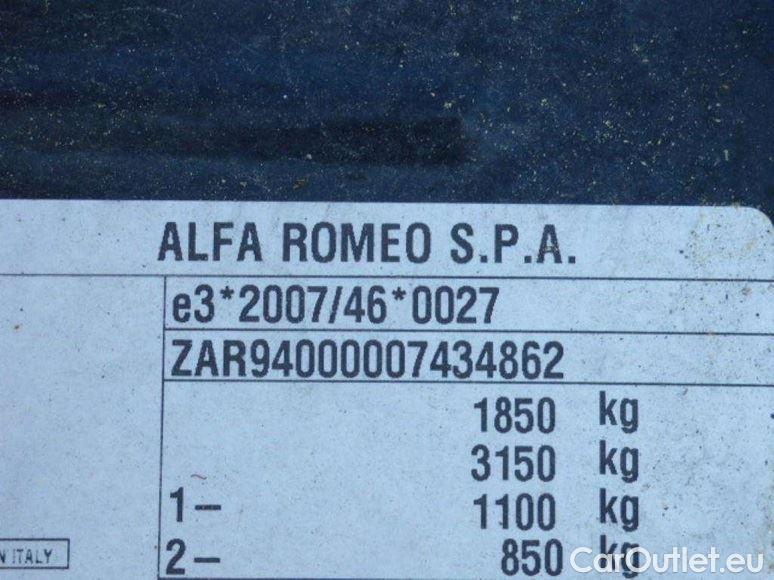 ALFA ROMEO S.P.A.
e3*2007/46*0027
ZAR94000007434862
1850 kg
3150 kg
1– 1100 kg
2– 850 kg
N ITALY
CarOutlet.eu